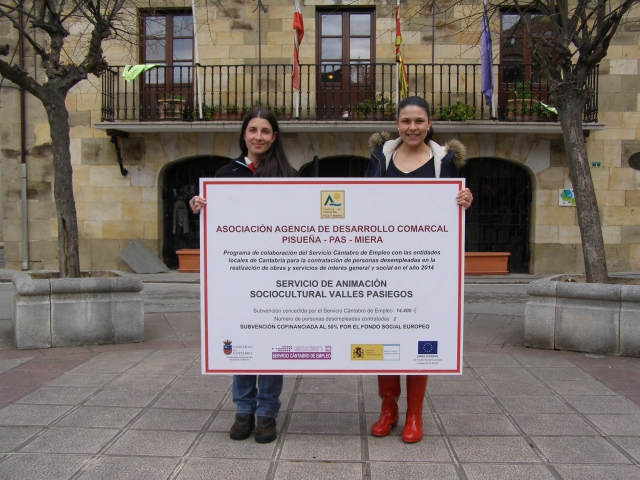 ASOCIACIÓN AGENCIA DE DESARROLLO COMARCAL
PISUEÑA - PAS - MIERA
Programa de colaboración del Servicio Cántabro de Empleo con las entidades
locales de Cantabria para la contratación de personas desempleadas en la
realización de obras y servicios de interés general y social en el año 2014
SERVICIO DE ANIMACIÓN
SOCIOCULTURAL VALLES PASIEGOS
Subvención concedida por el Servicio Cántabro de Empleo: 14.400 €
Número de personas desempleadas contratadas 2
SUBVENCIÓN COFINANCIADA AL 50% POR EL FONDO SOCIAL EUROPEO
SERVICIO CÁNTABRO DE EMPLEO